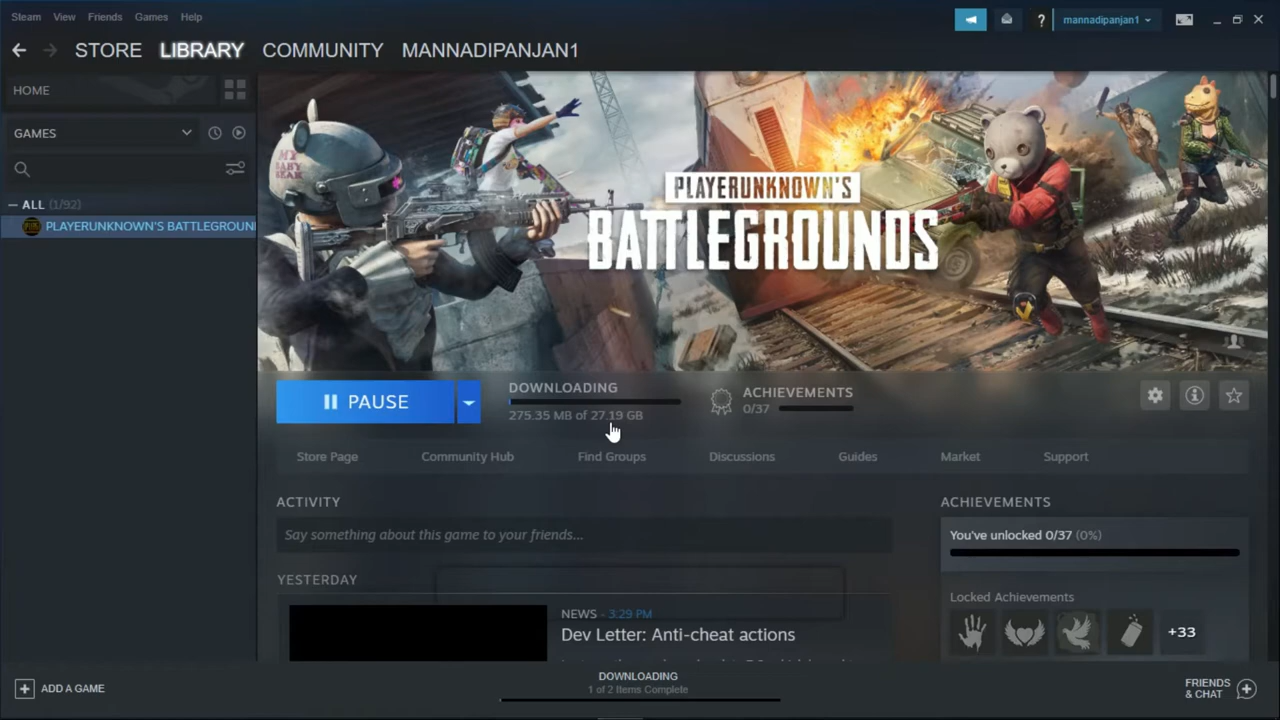 Steam View Friends Games Help
mannadipanjan1
STORE LIBRARY COMMUNITY MANNADIPANJAN1
HOME
GAMES
ALL (1/92)
PLAYERUNKNOWN'S BATTLEGROUN
MY BABY BEAR
PLAYERUNKNOWN'S
BATTLEGROUNDS
PAUSE
DOWNLOADING
275.35 MB of 27.19 GB
ACHIEVEMENTS
0/37
Store Page Community Hub Find Groups Discussions Guides Market Support
ACTIVITY
Say something about this game to your friends...
YESTERDAY
NEWS - 3:29 PM
Dev Letter: Anti-cheat actions
ACHIEVEMENTS
You've unlocked 0/37 (0%)
Locked Achievements
+33
ADD A GAME
DOWNLOADING
1 of 2 Items Complete
FRIENDS
& CHAT